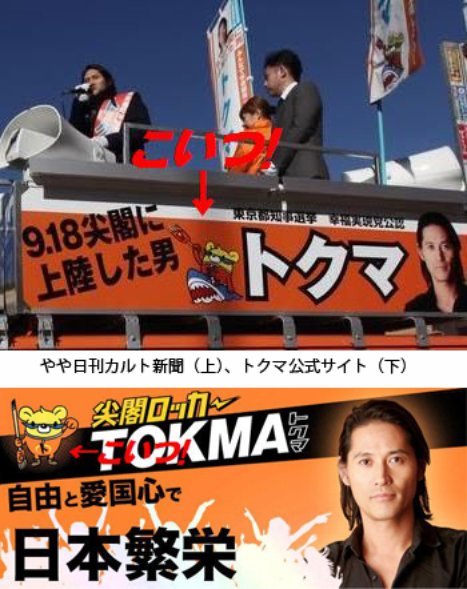 こいつ!
東京都知事選挙 幸福実現党公認
9.18尖閣に
上陸した男
トクマ
やや日刊カルト新聞（上）、トクマ公式サイト（下）
尖閣ロッカー
TOKMA トクマ
←こいつ!
自由と愛国心で
日本繁栄